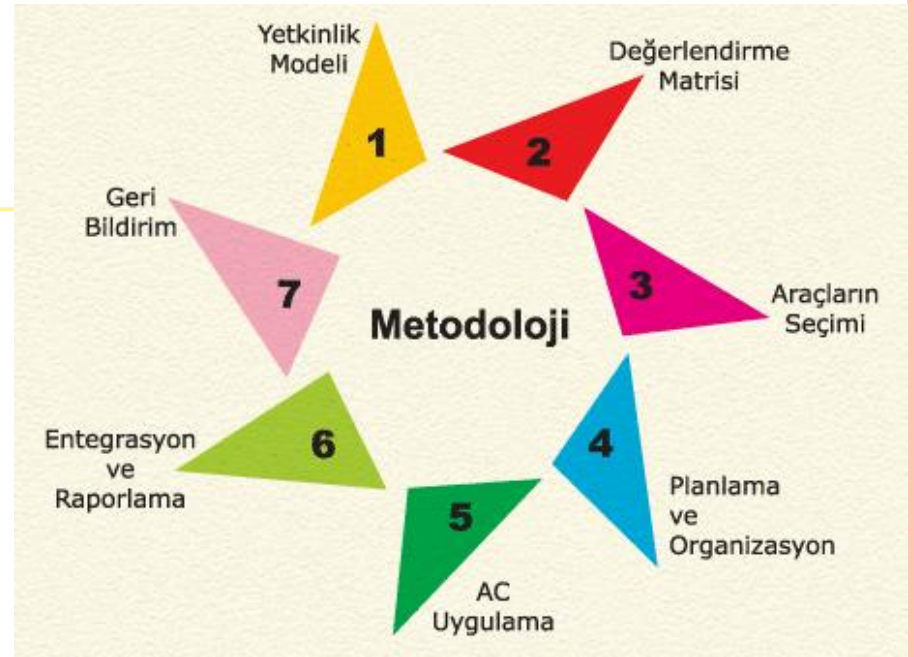 Yetkinlik
Modeli
1
Değerlendirme
Matrisi
2
Araçların
Seçimi
3
Planlama
ve
Organizasyon
4
AC
Uygulama
5
Entegrasyon
ve
Raporlama
6
Geri
Bildirim
7
Metodoloji